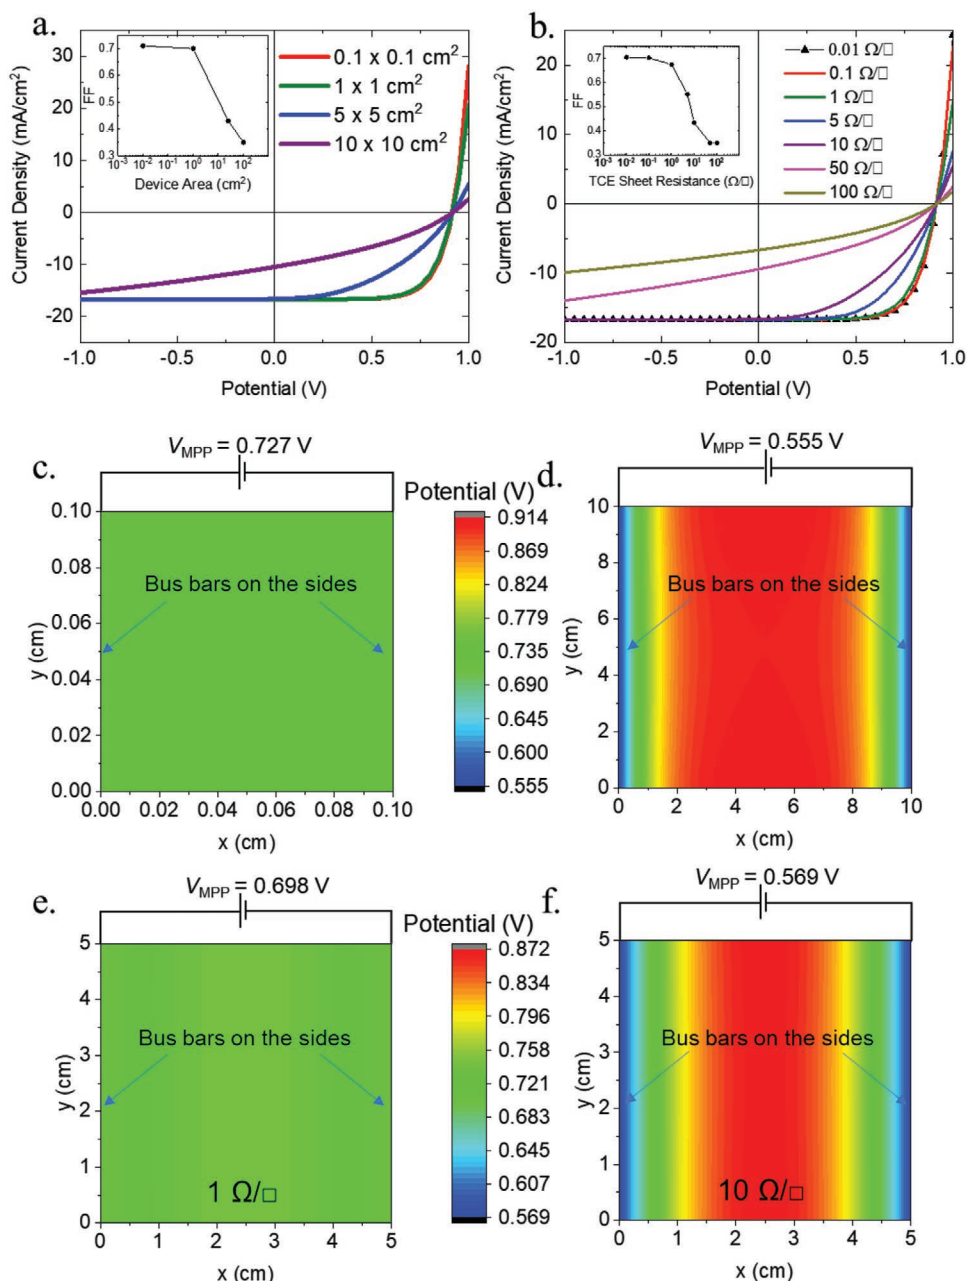 a.
0.1 x 0.1 cm²
1 x 1 cm²
5 x 5 cm²
10 x 10 cm²
FF
0.8
0.7
0.6
0.5
0.4
0.3
10⁻³ 10⁻² 10⁻¹ 10⁰ 10¹ 10² 10³
Device Area (cm²)
Current Density (mA/cm²)
30
20
10
0
-10
-20
-1.0 -0.5 0.0 0.5 1.0
Potential (V)
b.
0.01 Ω/□
0.1 Ω/□
1 Ω/□
5 Ω/□
10 Ω/□
50 Ω/□
100 Ω/□
FF
0.8
0.7
0.6
0.5
0.4
0.3
10⁻³ 10⁻² 10⁻¹ 10⁰ 10¹ 10² 10³
TCE Sheet Resistance (Ω/□)
Current Density (mA/cm²)
20
10
0
-10
-20
-1.0 -0.5 0.0 0.5 1.0
Potential (V)
c.
V_MPP = 0.727 V
Bus bars on the sides
y (cm)
0.10
0.08
0.06
0.04
0.02
0.00
0.00 0.02 0.04 0.06 0.08 0.10
x (cm)
Potential (V)
0.914
0.869
0.824
0.779
0.735
0.690
0.645
0.600
0.555
d.
V_MPP = 0.555 V
Bus bars on the sides
y (cm)
10
8
6
4
2
0
0 2 4 6 8 10
x (cm)
e.
V_MPP = 0.698 V
Bus bars on the sides
1 Ω/□
y (cm)
5
4
3
2
1
0
0 1 2 3 4 5
x (cm)
Potential (V)
0.872
0.834
0.796
0.758
0.721
0.683
0.645
0.607
0.569
f.
V_MPP = 0.569 V
Bus bars on the sides
10 Ω/□
y (cm)
5
4
3
2
1
0
0 1 2 3 4 5
x (cm)